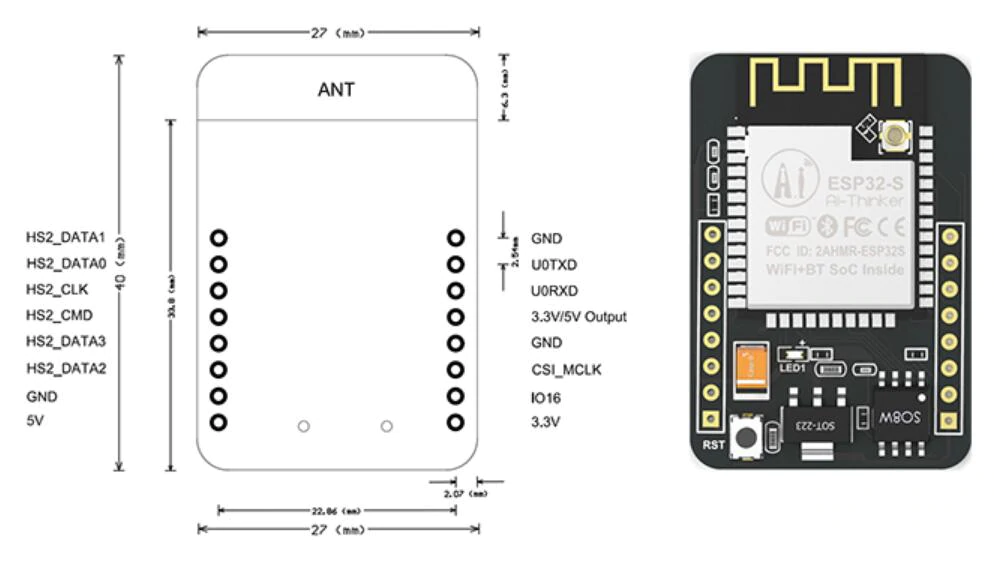 27 (mm)
ANT
6.3 (mm)
40 (mm)
33.8 (mm)
2.54mm
HS2_DATA1
HS2_DATA0
HS2_CLK
HS2_CMD
HS2_DATA3
HS2_DATA2
GND
5V
GND
U0TXD
U0RXD
3.3V/5V Output
GND
CSI_MCLK
IO16
3.3V
2.07 (mm)
22.86 (mm)
27 (mm)
A.i
ESP32-S
Ai-Thinker
WiFi FC CE
FCC ID: 2AHMR-ESP32S
WiFi+BT SoC Inside
+
LED1
RST
SOT-223
SO8W